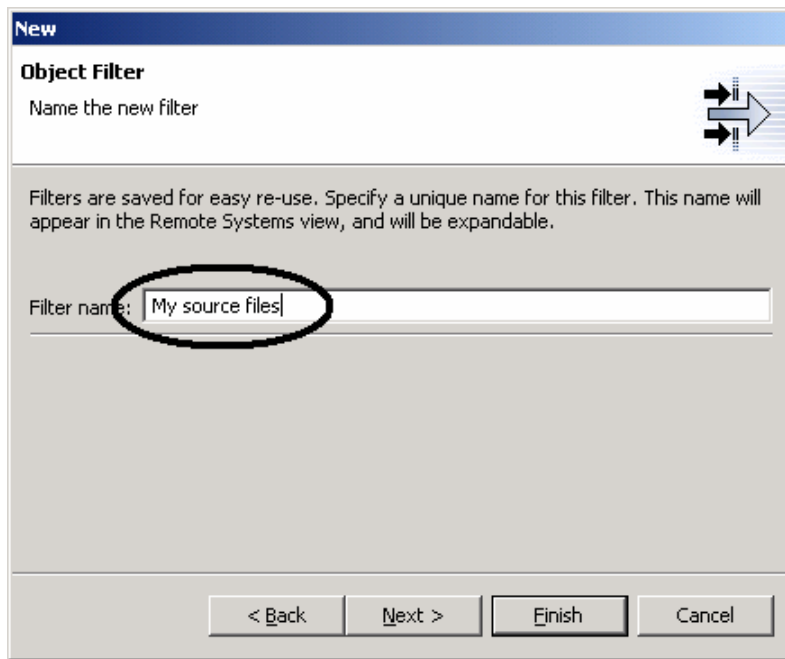 New
Object Filter
Name the new filter
Filters are saved for easy re-use. Specify a unique name for this filter. This name will
appear in the Remote Systems view, and will be expandable.
Filter name: My source files
< Back Next > Finish Cancel